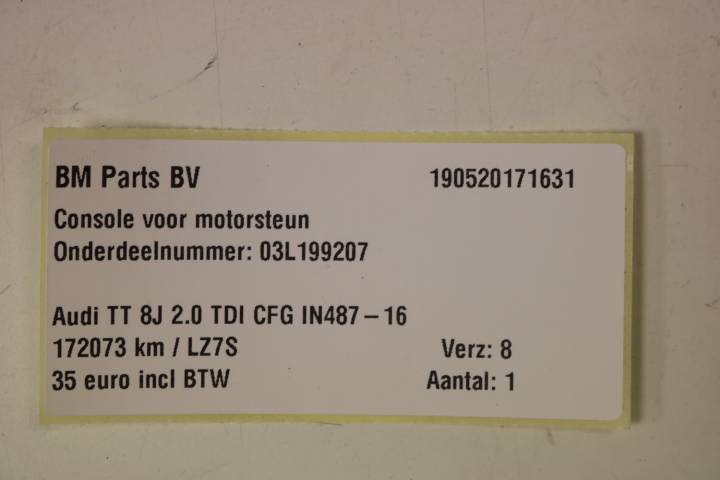 BM Parts BV 190520171631
Console voor motorsteun
Onderdeelnummer: 03L199207
Audi TT 8J 2.0 TDI CFG IN487 – 16
172073 km / LZ7S Verz: 8
35 euro incl BTW Aantal: 1